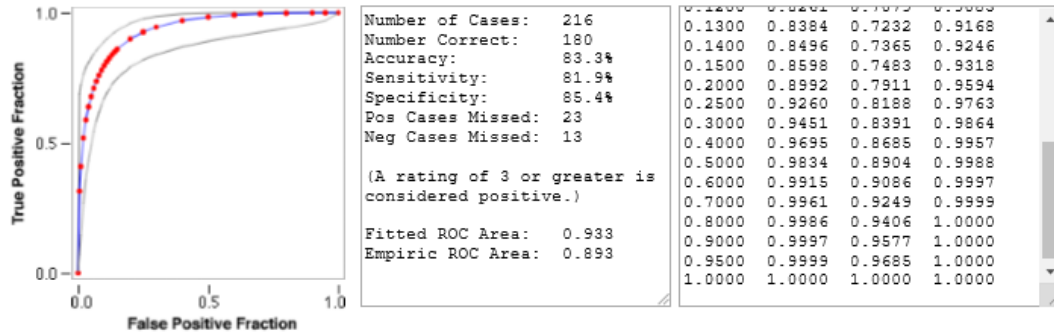 1.0
True Positive Fraction
0.5
0.0
0.0 0.5 1.0
False Positive Fraction
Number of Cases: 216
Number Correct: 180
Accuracy: 83.3%
Sensitivity: 81.9%
Specificity: 85.4%
Pos Cases Missed: 23
Neg Cases Missed: 13
(A rating of 3 or greater is
considered positive.)
Fitted ROC Area: 0.933
Empiric ROC Area: 0.893
0.1300 0.8384 0.7232 0.9168
0.1400 0.8496 0.7365 0.9246
0.1500 0.8598 0.7483 0.9318
0.2000 0.8992 0.7911 0.9594
0.2500 0.9260 0.8188 0.9763
0.3000 0.9451 0.8391 0.9864
0.4000 0.9695 0.8685 0.9957
0.5000 0.9834 0.8904 0.9988
0.6000 0.9915 0.9086 0.9997
0.7000 0.9961 0.9249 0.9999
0.8000 0.9986 0.9406 1.0000
0.9000 0.9997 0.9577 1.0000
0.9500 0.9999 0.9685 1.0000
1.0000 1.0000 1.0000 1.0000